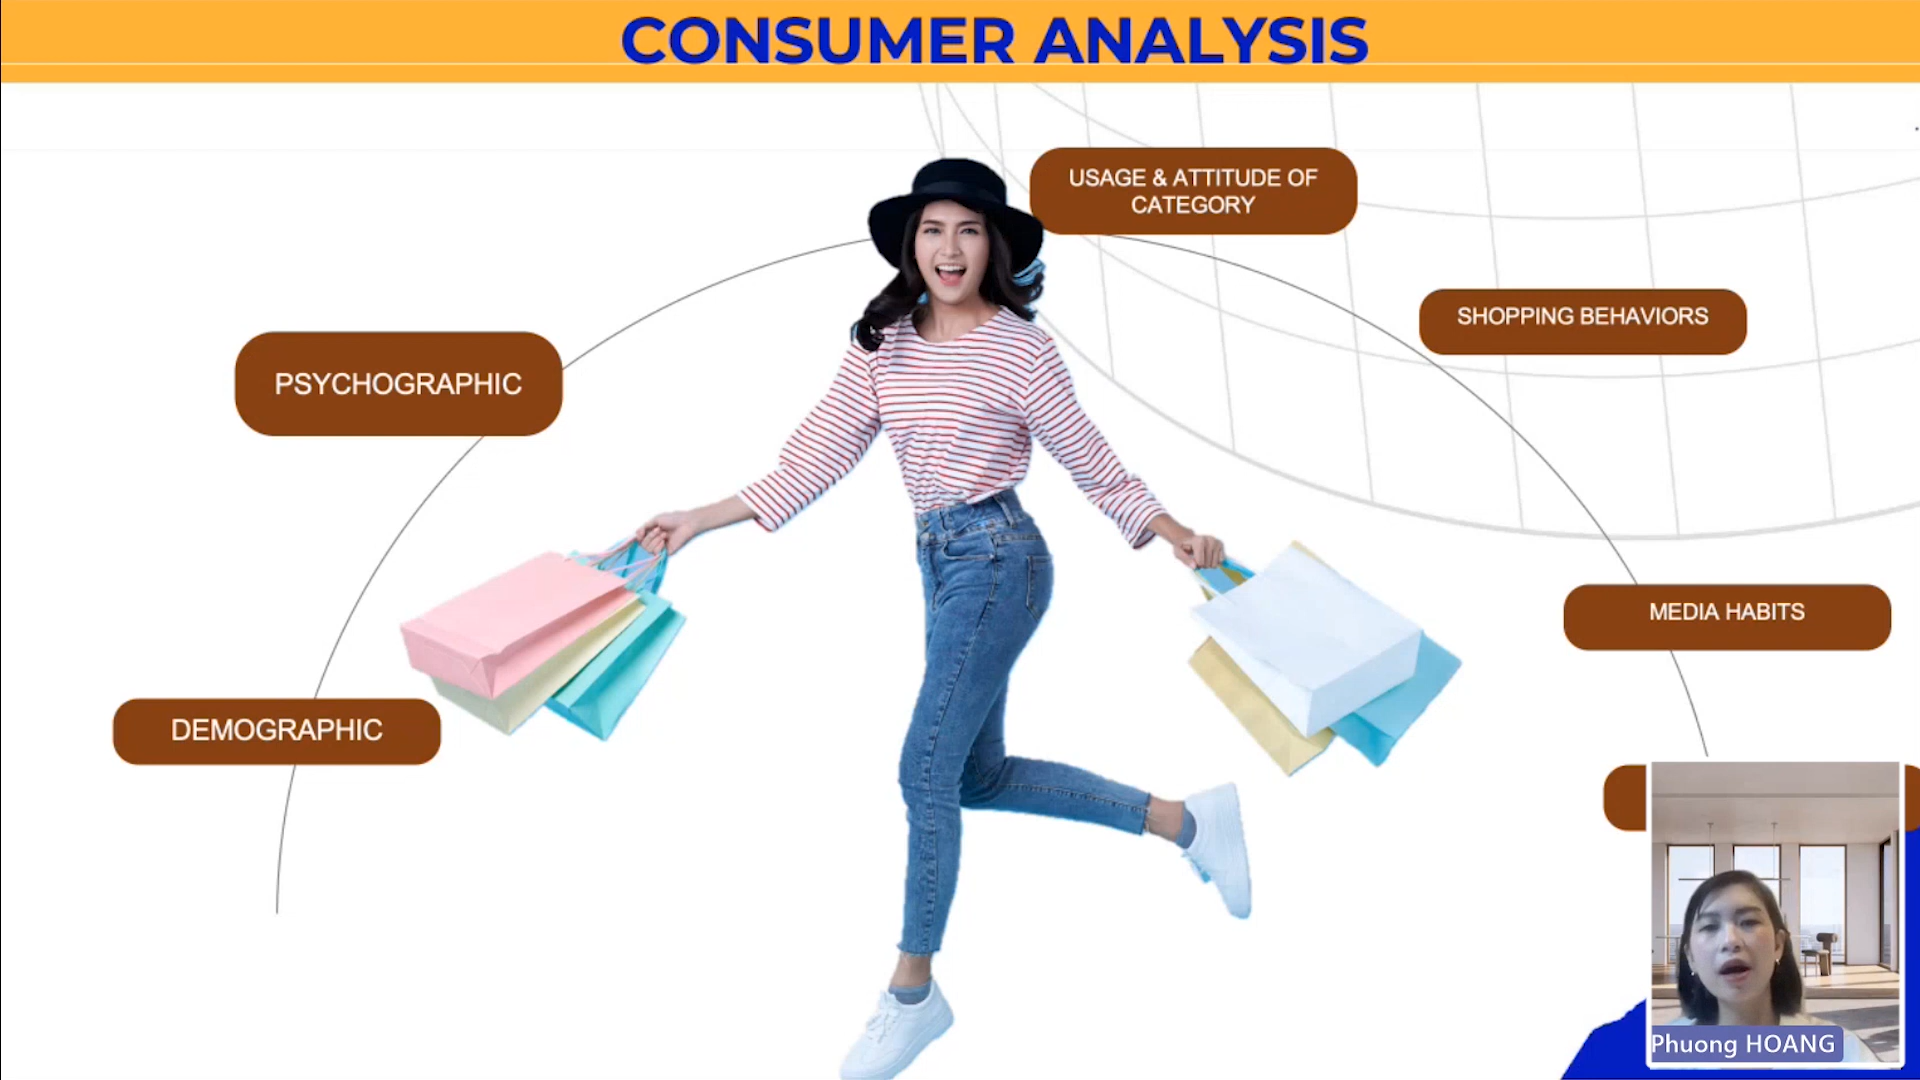 CONSUMER ANALYSIS
USAGE & ATTITUDE OF
CATEGORY
SHOPPING BEHAVIORS
PSYCHOGRAPHIC
MEDIA HABITS
DEMOGRAPHIC
Phuong HOANG